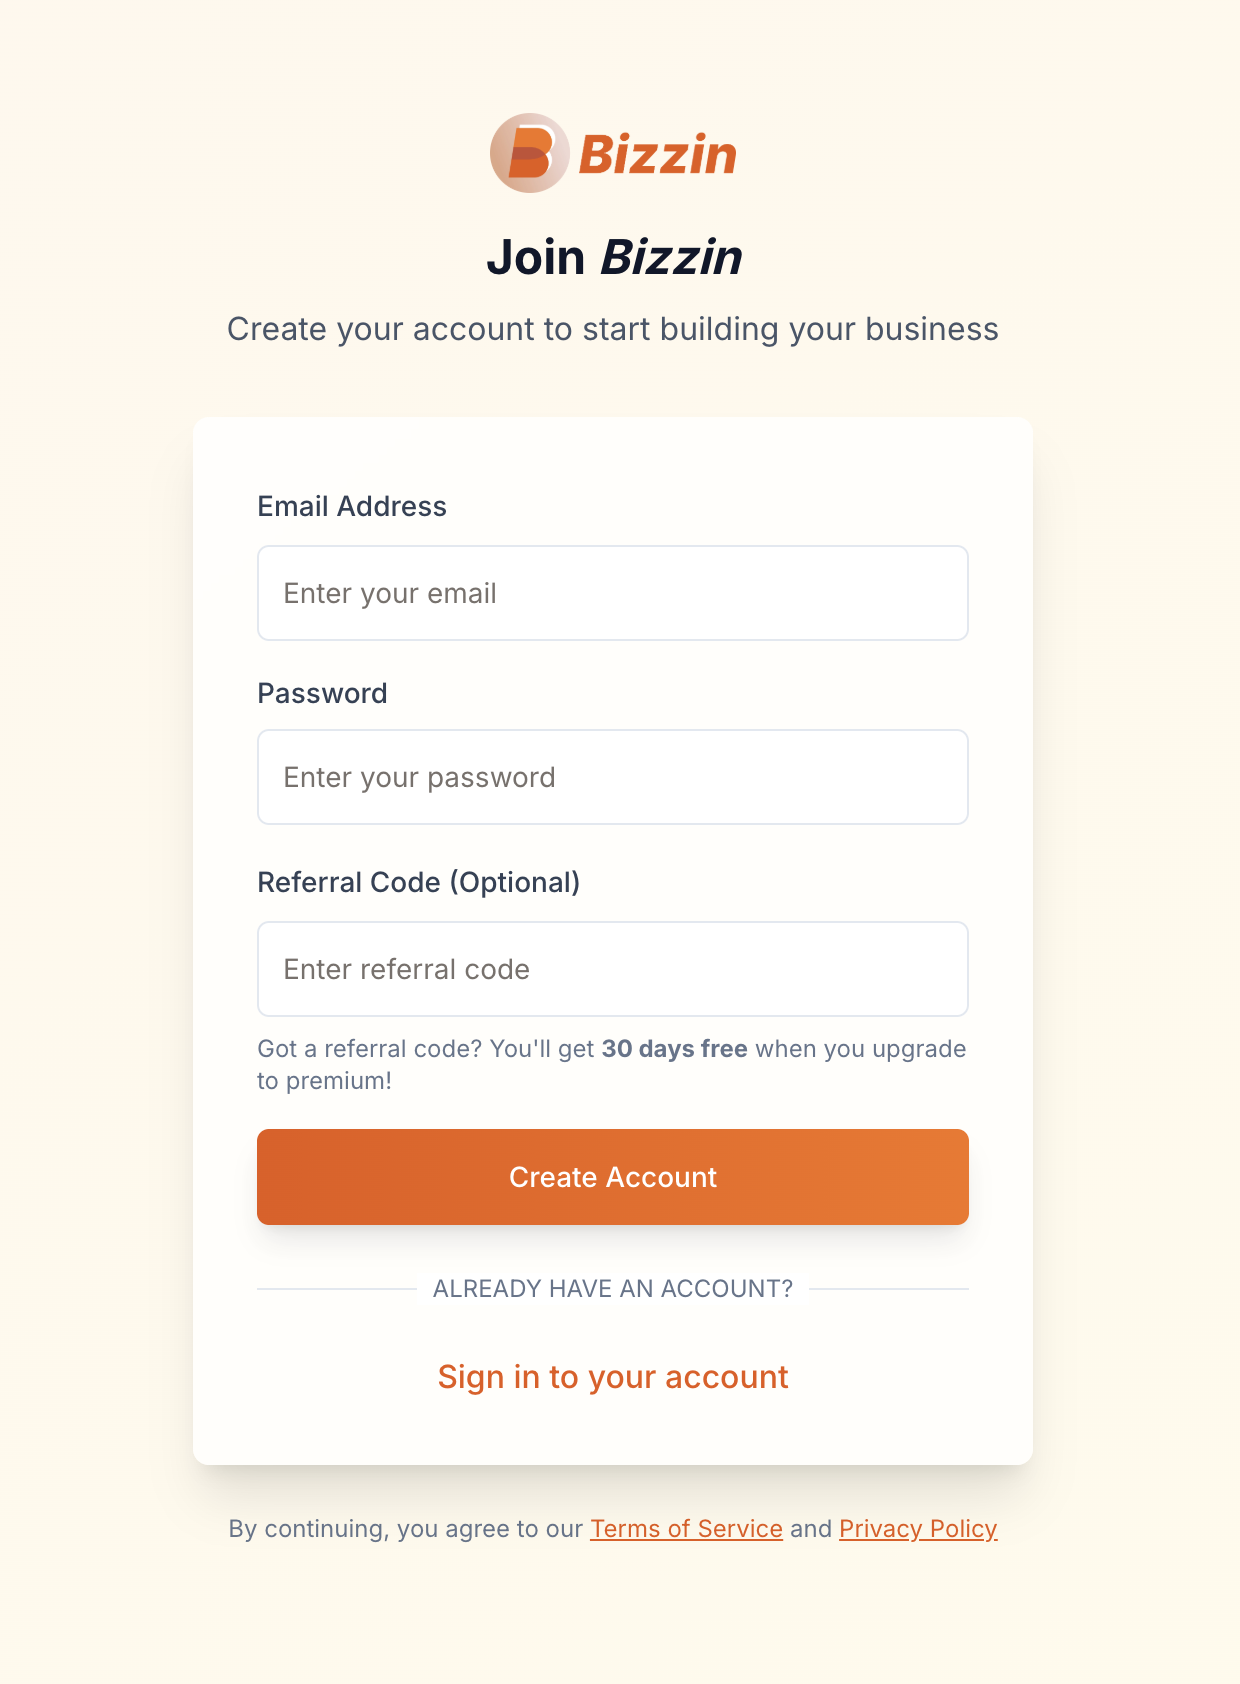 Bizzin
Join Bizzin
Create your account to start building your business
Email Address
Enter your email
Password
Enter your password
Referral Code (Optional)
Enter referral code
Got a referral code? You'll get 30 days free when you upgrade
to premium!
Create Account
ALREADY HAVE AN ACCOUNT?
Sign in to your account
By continuing, you agree to our Terms of Service and Privacy Policy